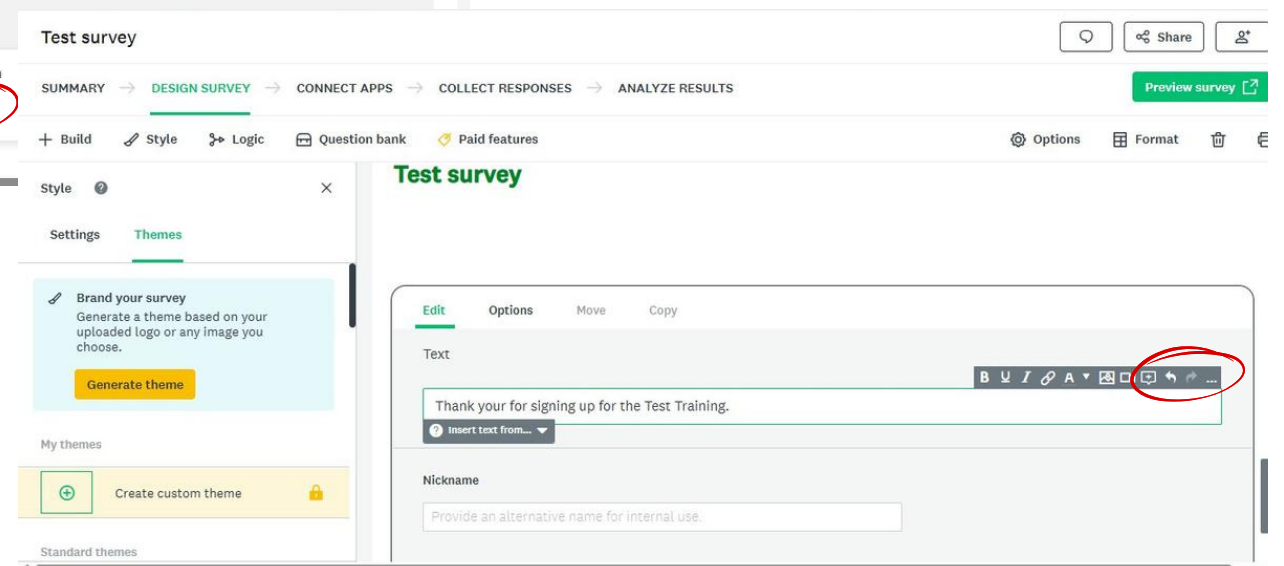 Test survey
Share
SUMMARY → DESIGN SURVEY → CONNECT APPS → COLLECT RESPONSES → ANALYZE RESULTS
Preview survey
+ Build Style Logic Question bank Paid features
Options Format
Style ?
Settings Themes
Brand your survey
Generate a theme based on your
uploaded logo or any image you
choose.
Generate theme
My themes
Create custom theme
Standard themes
Test survey
Edit Options Move Copy
Text
B U I A ...
Thank your for signing up for the Test Training.
? Insert text from...
Nickname
Provide an alternative name for internal use.